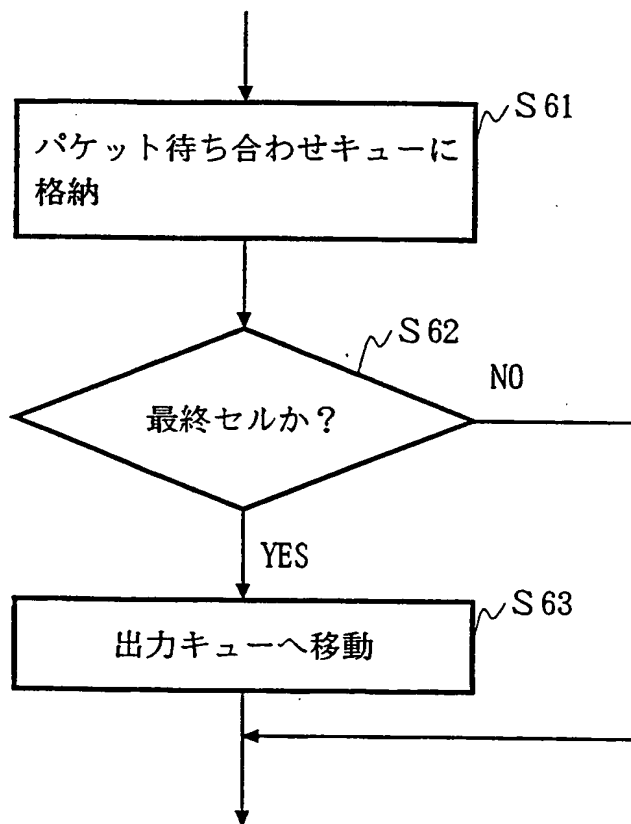 S61
パケット待ち合わせキューに
格納
S62
最終セルか？
NO
YES
S63
出力キューへ移動